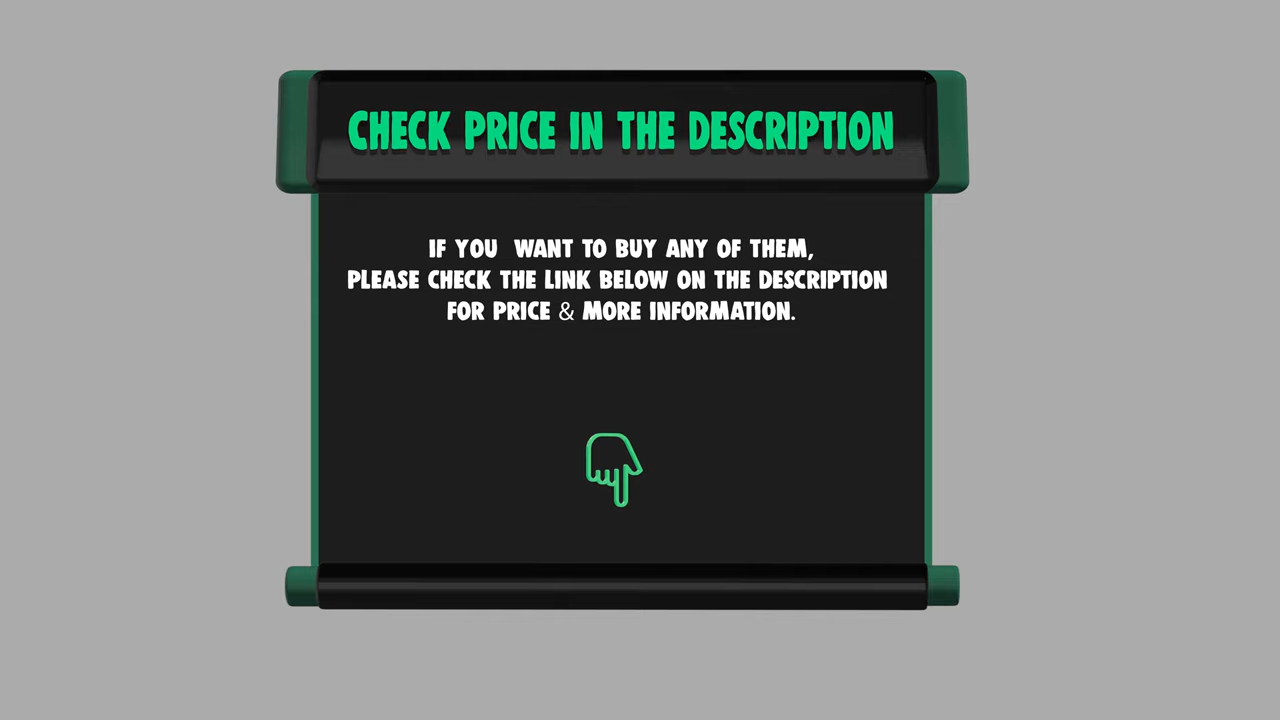 CHECK PRICE IN THE DESCRIPTION
IF YOU WANT TO BUY ANY OF THEM,
PLEASE CHECK THE LINK BELOW ON THE DESCRIPTION
FOR PRICE & MORE INFORMATION.